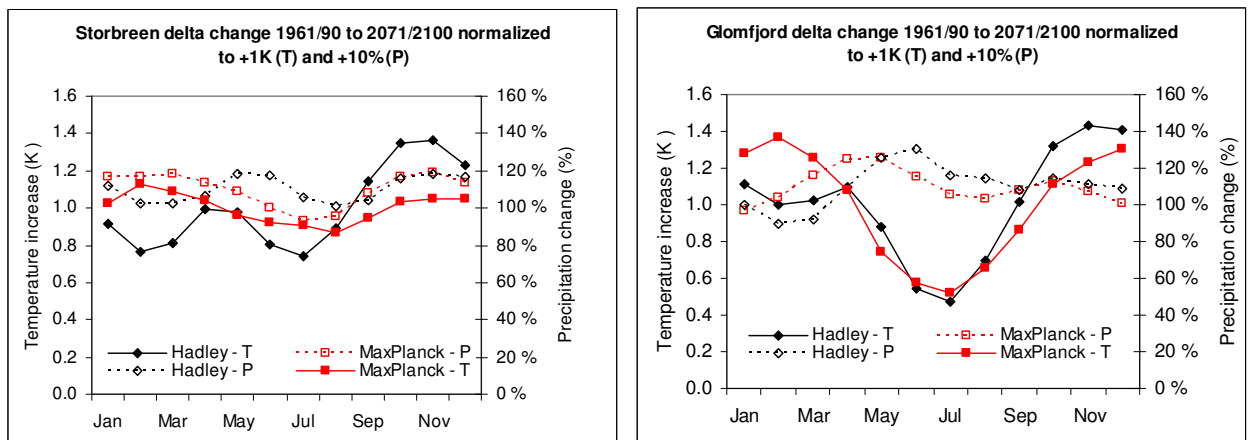 Storbreen delta change 1961/90 to 2071/2100 normalized
to +1K (T) and +10%(P)
Temperature increase (K)
1.6
1.4
1.2
1.0
0.8
0.6
0.4
0.2
0.0
160 %
140 %
120 %
100 %
80 %
60 %
40 %
20 %
0 %
Precipitation change (%)
Hadley - T
MaxPlanck - P
Hadley - P
MaxPlanck - T
Jan Mar May Jul Sep Nov
Glomfjord delta change 1961/90 to 2071/2100 normalized
to +1K (T) and +10%(P)
Temperature increase (K )
1.6
1.4
1.2
1.0
0.8
0.6
0.4
0.2
0.0
160 %
140 %
120 %
100 %
80 %
60 %
40 %
20 %
0 %
Precipitation change (%)
Hadley - T
MaxPlanck - P
Hadley - P
MaxPlanck - T
Jan Mar May Jul Sep Nov